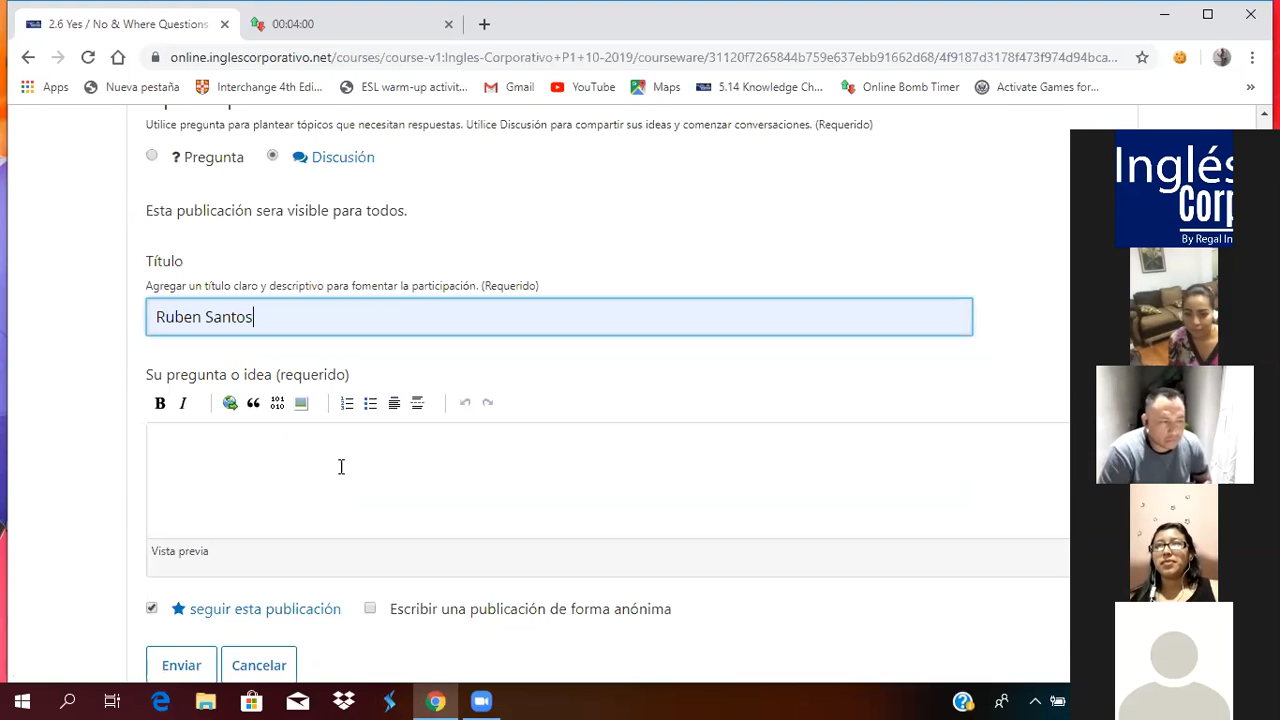 2.6 Yes / No & Where Questions
00:04:00
online.inglescorporativo.net/courses/course-v1:Ingles_Corporativo+P1+10-2019/courseware/31120f7265844b759e637ebb91662d68/4f9187d3178f473f974d94bca...
Apps
Nueva pestaña
Interchange 4th Edi...
ESL warm-up activit...
Gmail
YouTube
Maps
5.14 Knowledge Ch...
Online Bomb Timer
Activate Games for...
Utilice pregunta para plantear tópicos que necesitan respuestas. Utilice Discusión para compartir sus ideas y comenzar conversaciones. (Requerido)
? Pregunta
Discusión
Esta publicación sera visible para todos.
Título
Agregar un título claro y descriptivo para fomentar la participación. (Requerido)
Ruben Santos
Su pregunta o idea (requerido)
B I
Vista previa
seguir esta publicación
Escribir una publicación de forma anónima
Enviar
Cancelar
Inglés
Corp
By Regal In